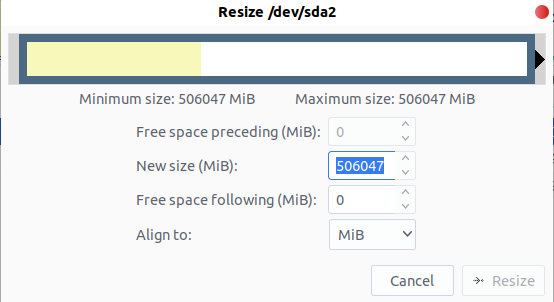 Resize /dev/sda2
Minimum size: 506047 MiB Maximum size: 506047 MiB
Free space preceding (MiB): 0
New size (MiB): 506047
Free space following (MiB): 0
Align to: MiB
Cancel Resize